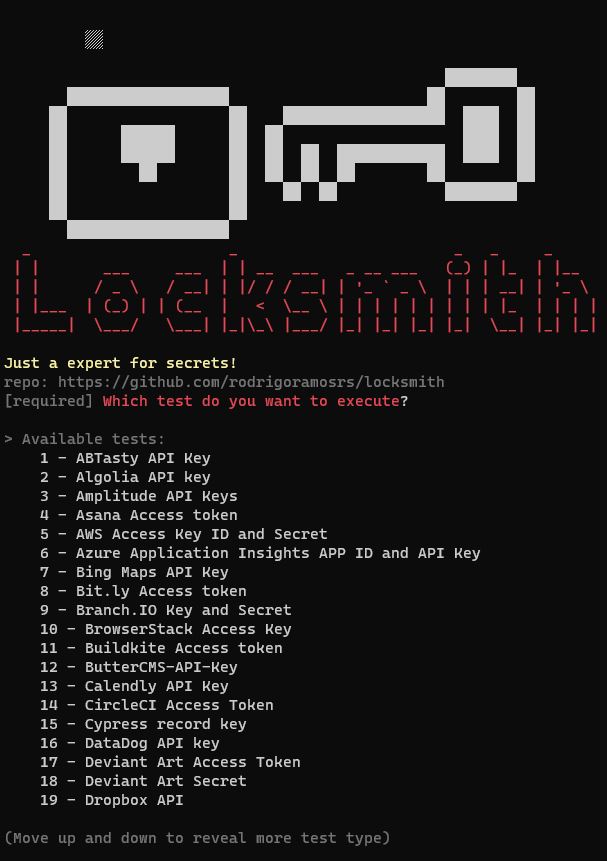 Locksmith
Just a expert for secrets!
repo: https://github.com/rodrigoramosrs/locksmith
[required] Which test do you want to execute?
> Available tests:
1 - ABTasty API Key
2 - Algolia API key
3 - Amplitude API Keys
4 - Asana Access token
5 - AWS Access Key ID and Secret
6 - Azure Application Insights APP ID and API Key
7 - Bing Maps API Key
8 - Bit.ly Access token
9 - Branch.IO Key and Secret
10 - BrowserStack Access Key
11 - Buildkite Access token
12 - ButterCMS-API-Key
13 - Calendly API Key
14 - CircleCI Access Token
15 - Cypress record key
16 - DataDog API key
17 - Deviant Art Access Token
18 - Deviant Art Secret
19 - Dropbox API
(Move up and down to reveal more test type)